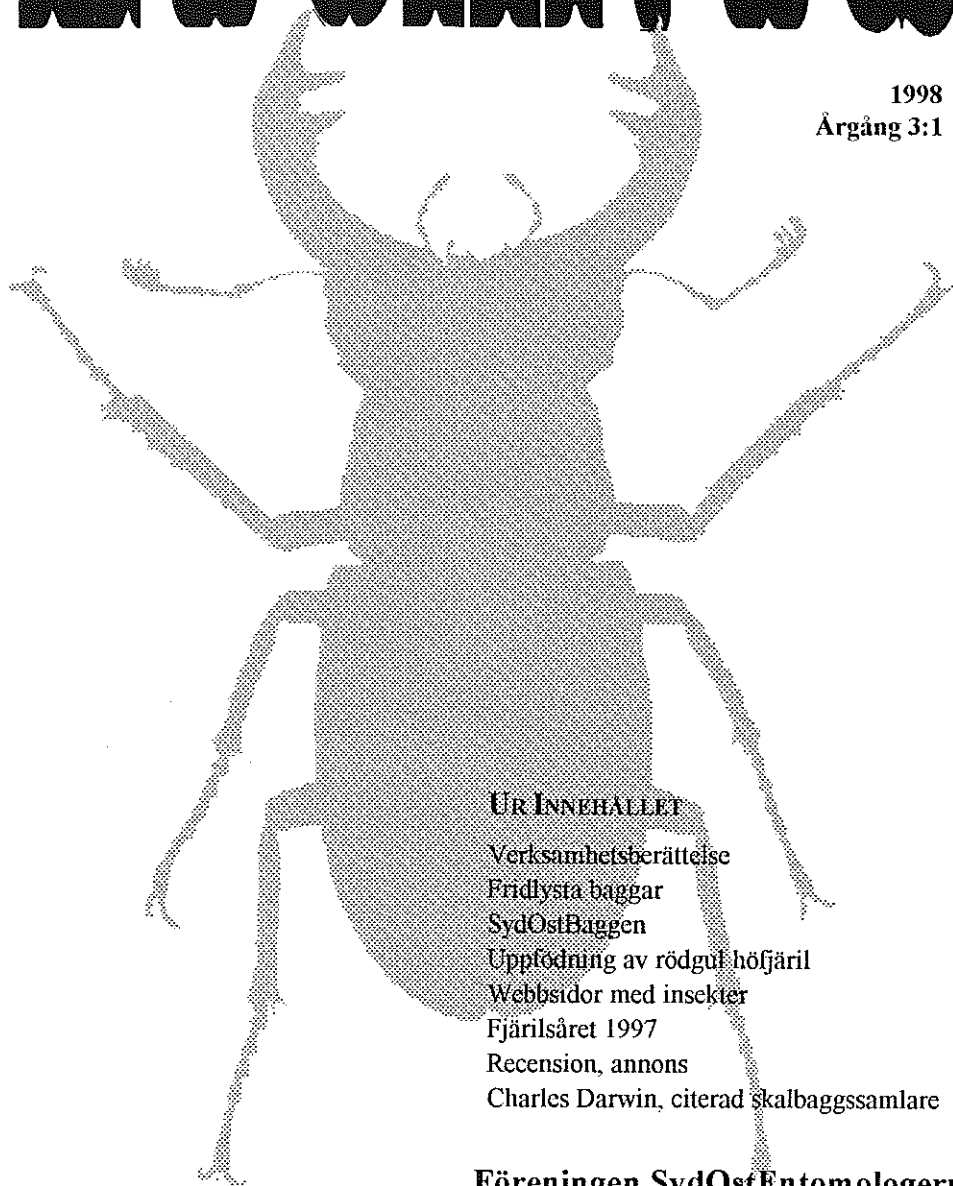 1998
Årgång 3:1
UR INNEHÅLLET
Verksamhetsberättelse
Fridlysta baggar
SydOstBaggen
Uppfödning av rödgul höfjäril
Webbsidor med insekter
Fjärilsåret 1997
Recension, annons
Charles Darwin, citerad skalbaggssamlare
Föreningen